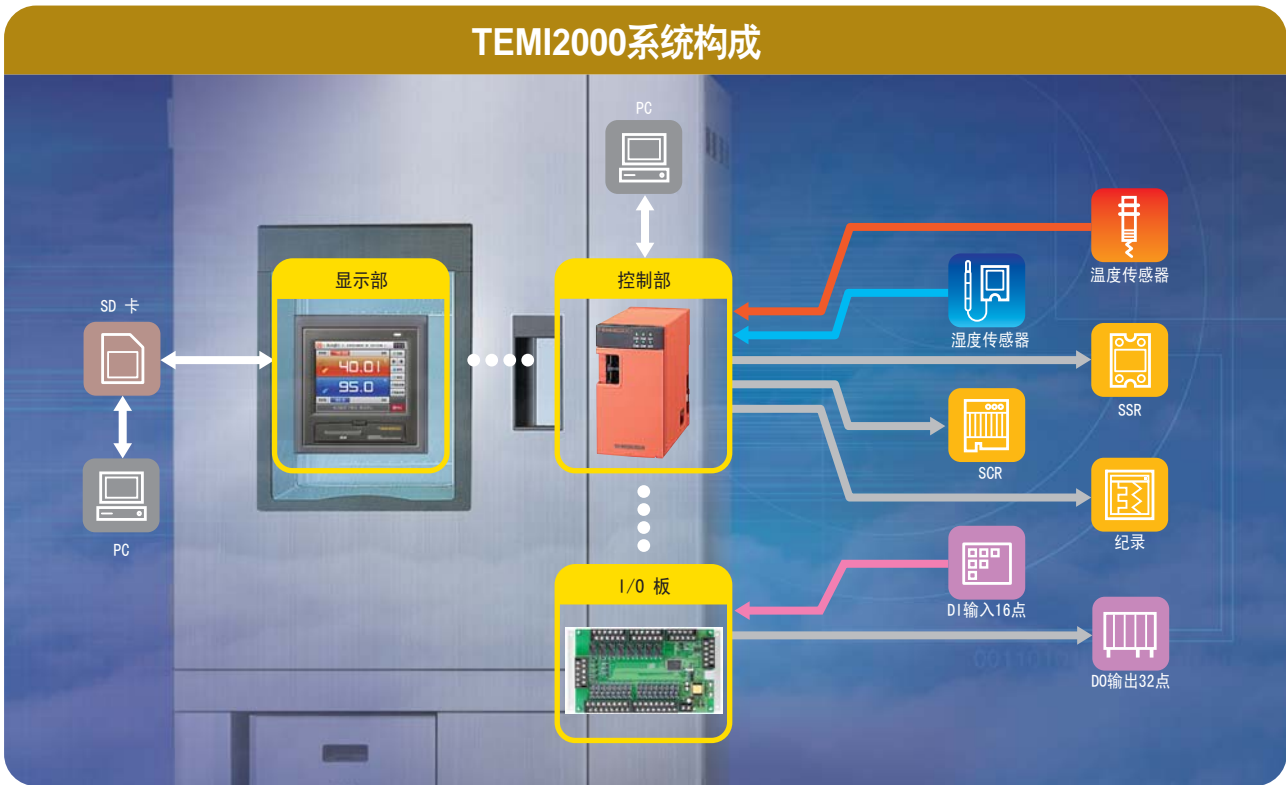 TEMI2000系统构成
PC
温度传感器
显示部
控制部
SD 卡
湿度传感器
40.01
95.0
SSR
SCR
PC
纪录
I/O 板
DI输入16点
DO输出32点